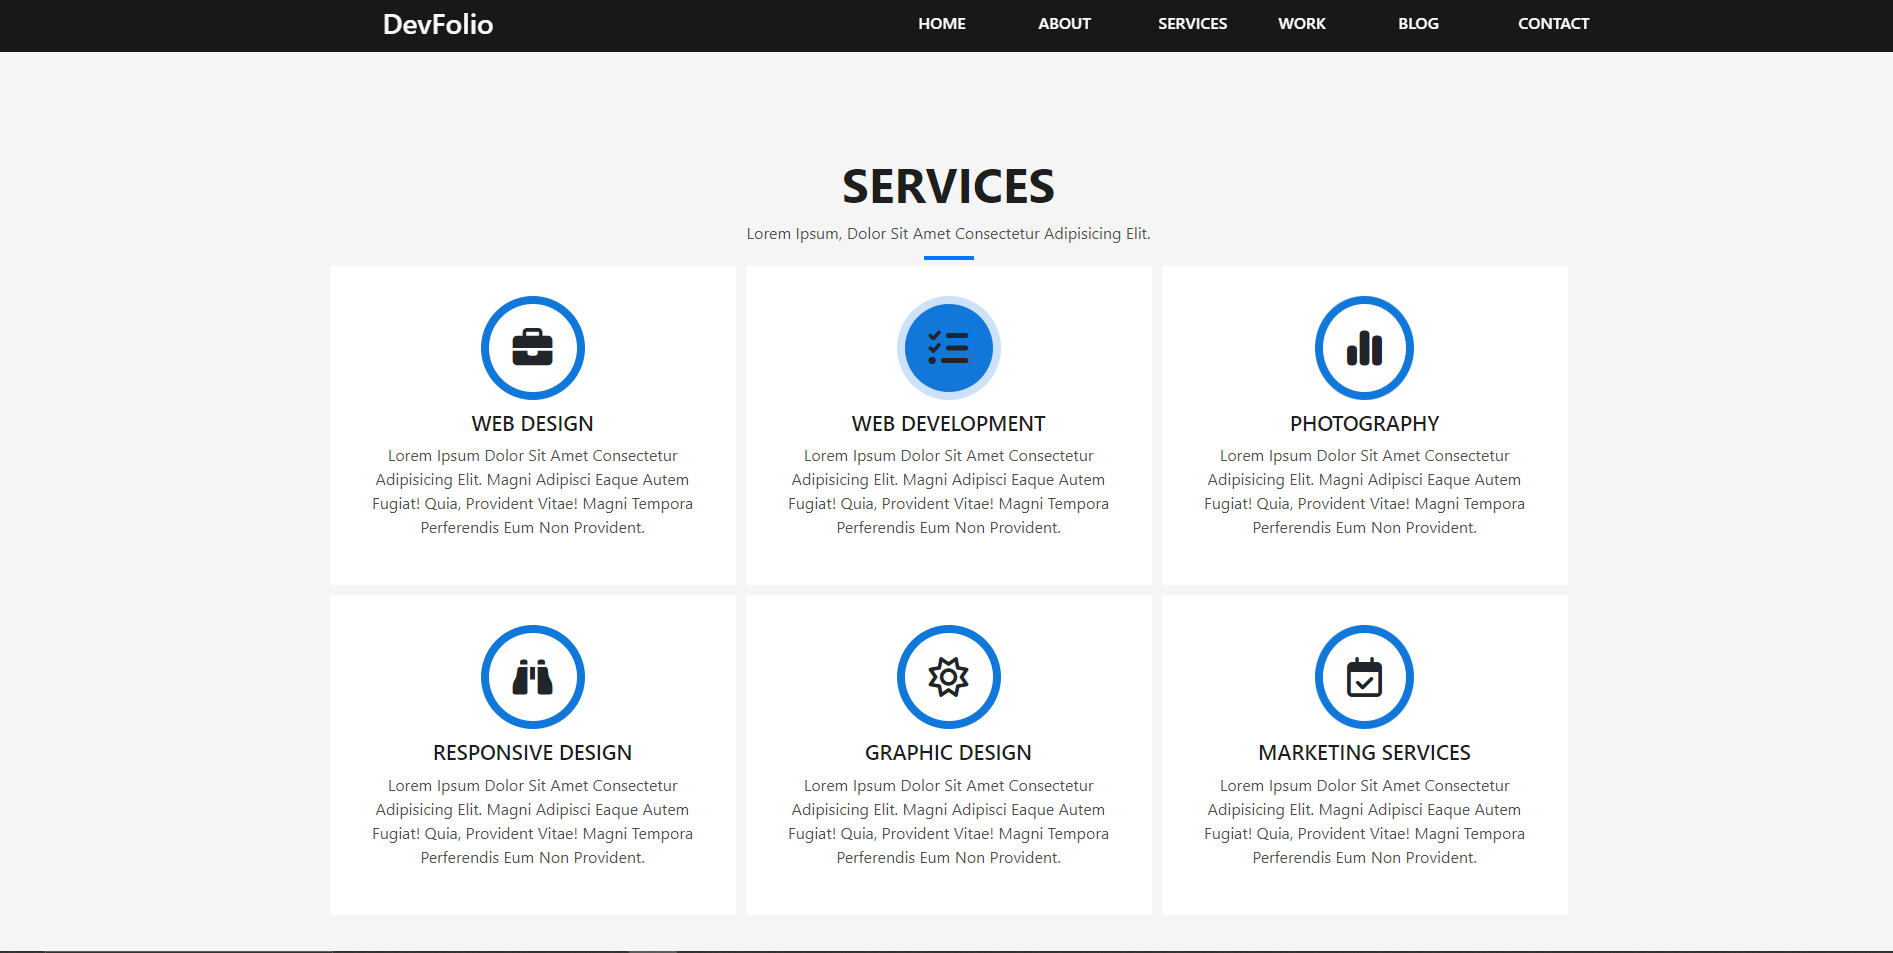 DevFolio HOME ABOUT SERVICES WORK BLOG CONTACT
SERVICES
Lorem Ipsum, Dolor Sit Amet Consectetur Adipisicing Elit.
WEB DESIGN
Lorem Ipsum Dolor Sit Amet Consectetur
Adipisicing Elit. Magni Adipisci Eaque Autem
Fugiat! Quia, Provident Vitae! Magni Tempora
Perferendis Eum Non Provident.
WEB DEVELOPMENT
Lorem Ipsum Dolor Sit Amet Consectetur
Adipisicing Elit. Magni Adipisci Eaque Autem
Fugiat! Quia, Provident Vitae! Magni Tempora
Perferendis Eum Non Provident.
PHOTOGRAPHY
Lorem Ipsum Dolor Sit Amet Consectetur
Adipisicing Elit. Magni Adipisci Eaque Autem
Fugiat! Quia, Provident Vitae! Magni Tempora
Perferendis Eum Non Provident.
RESPONSIVE DESIGN
Lorem Ipsum Dolor Sit Amet Consectetur
Adipisicing Elit. Magni Adipisci Eaque Autem
Fugiat! Quia, Provident Vitae! Magni Tempora
Perferendis Eum Non Provident.
GRAPHIC DESIGN
Lorem Ipsum Dolor Sit Amet Consectetur
Adipisicing Elit. Magni Adipisci Eaque Autem
Fugiat! Quia, Provident Vitae! Magni Tempora
Perferendis Eum Non Provident.
MARKETING SERVICES
Lorem Ipsum Dolor Sit Amet Consectetur
Adipisicing Elit. Magni Adipisci Eaque Autem
Fugiat! Quia, Provident Vitae! Magni Tempora
Perferendis Eum Non Provident.